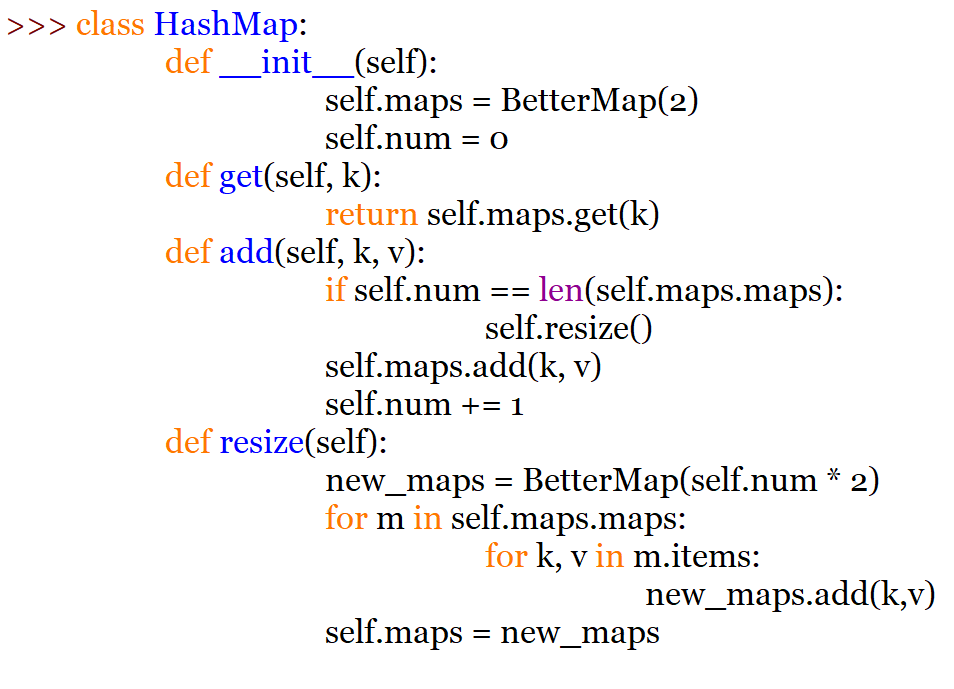 >>> class HashMap:
def __init__(self):
self.maps = BetterMap(2)
self.num = 0
def get(self, k):
return self.maps.get(k)
def add(self, k, v):
if self.num == len(self.maps.maps):
self.resize()
self.maps.add(k, v)
self.num += 1
def resize(self):
new_maps = BetterMap(self.num * 2)
for m in self.maps.maps:
for k, v in m.items:
new_maps.add(k,v)
self.maps = new_maps